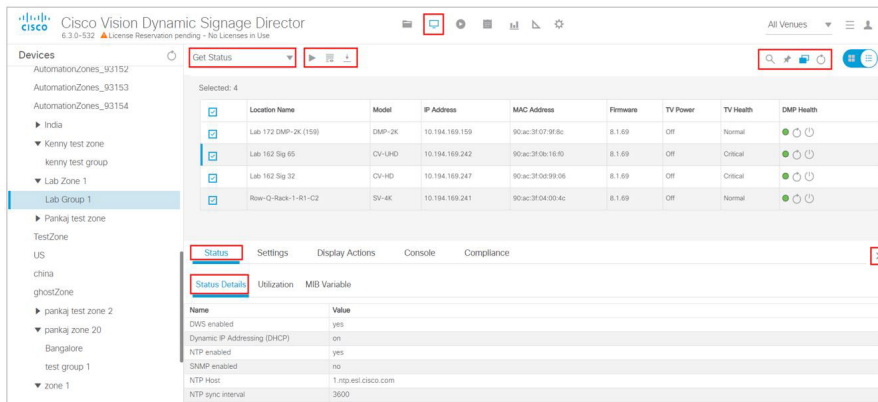 CISCO
Cisco Vision Dynamic Signage Director
6.3.0-532 License Reservation pending - No Licenses in Use
All Venues
Devices
AutomationZones_93152
AutomationZones_93153
AutomationZones_93154
India
Kenny test zone
kenny test group
Lab Zone 1
Lab Group 1
Pankaj test zone
TestZone
US
china
ghostZone
pankaj test zone 2
pankaj zone 20
Bangalore
test group 1
zone 1
Get Status
Selected: 4
Location Name Model IP Address MAC Address Firmware TV Power TV Health DMP Health
Lab 172 DMP-2K (159) DMP-2K 10.194.169.159 90:ac:3f:07:9f:8c 8.1.69 Off Normal
Lab 162 Sig 65 CV-UHD 10.194.169.242 90:ac:3f:0b:16:f0 8.1.69 Off Critical
Lab 162 Sig 32 CV-HD 10.194.169.247 90:ac:3f:0d:99:06 8.1.69 Off Critical
Row-Q-Rack-1-R1-C2 SV-4K 10.194.169.241 90:ac:3f:04:00:4c 8.1.69 Off Normal
Status Settings Display Actions Console Compliance
Status Details Utilization MIB Variable
Name Value
DWS enabled yes
Dynamic IP Addressing (DHCP) on
NTP enabled yes
SNMP enabled no
NTP Host 1.ntp.esl.cisco.com
NTP sync interval 3600